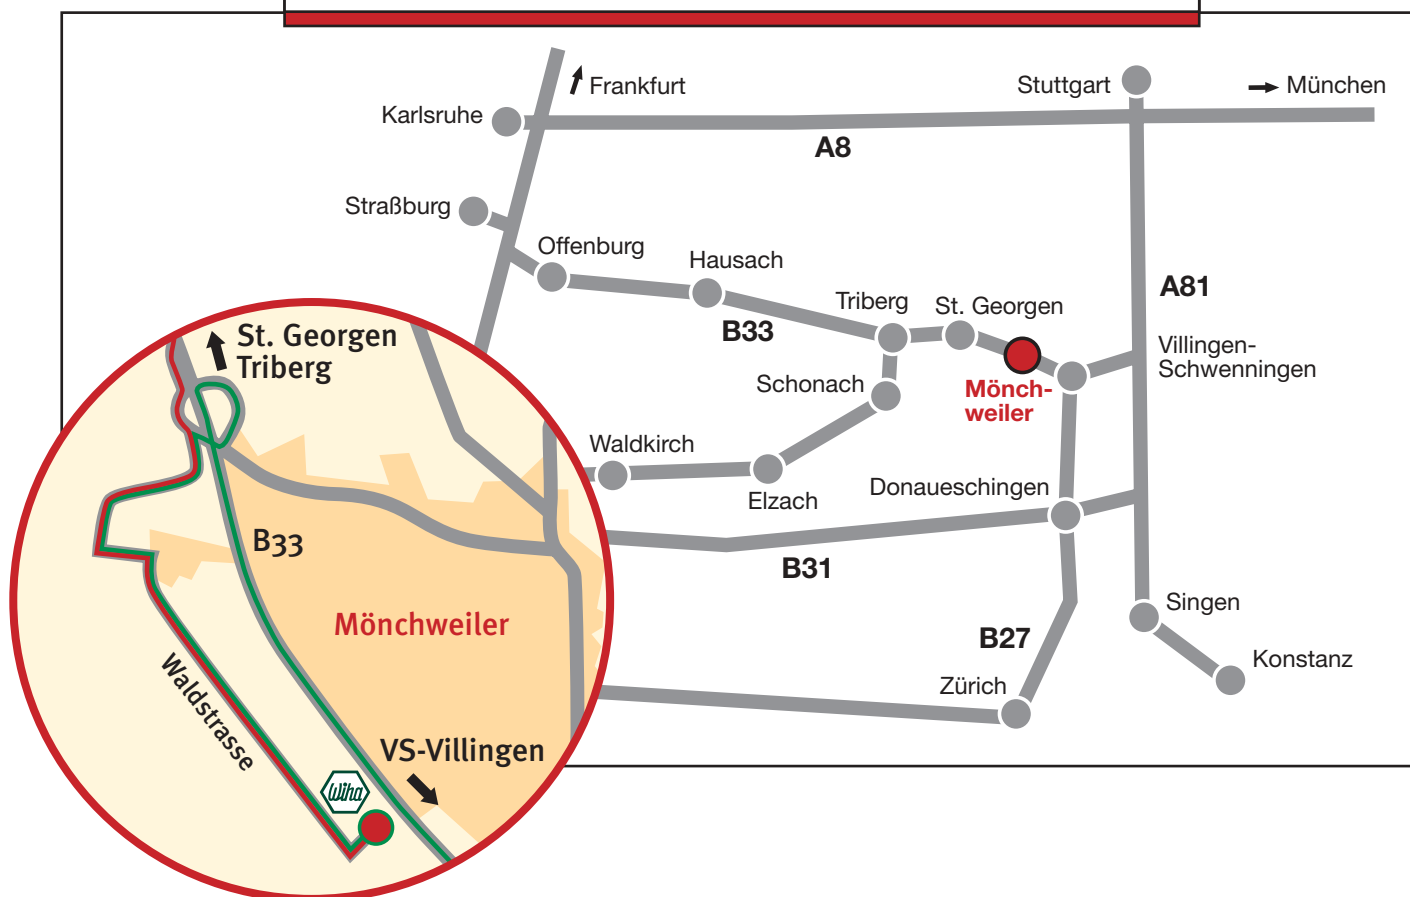 Frankfurt
Stuttgart
München
Karlsruhe
A8
Straßburg
Offenburg
Hausach
Triberg
St. Georgen
A81
B33
Villingen-
Schwenningen
Schonach
Mönch-
weiler
Waldkirch
Elzach
Donaueschingen
B31
Singen
B27
Konstanz
Zürich
St. Georgen
Triberg
B33
Mönchweiler
Waldstrasse
VS-Villingen
Wiha